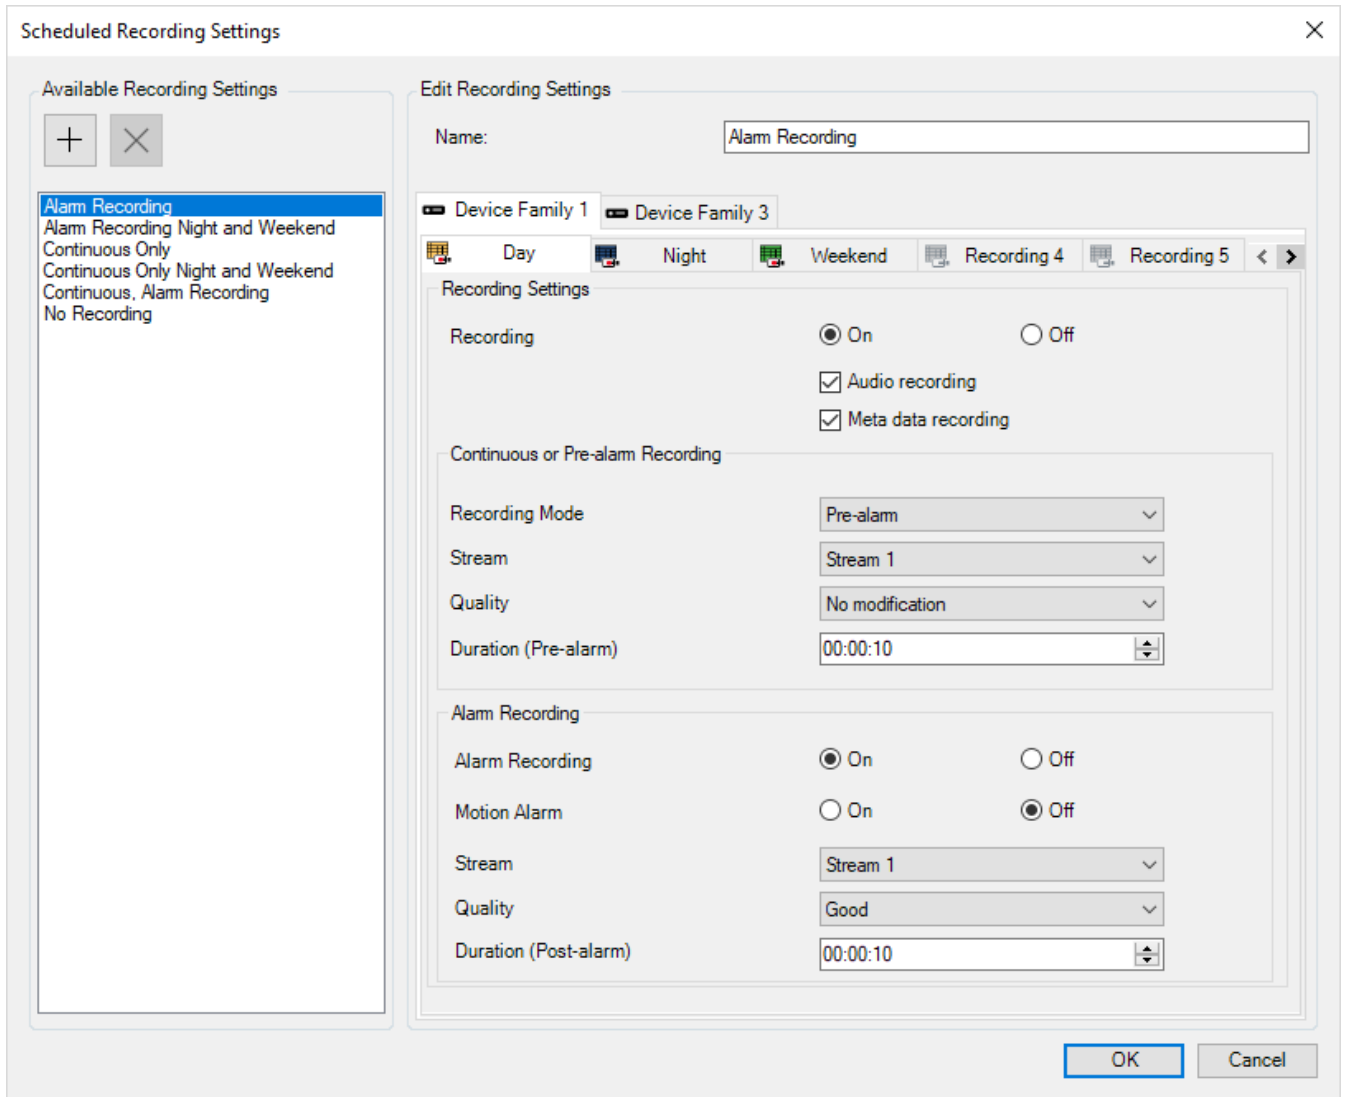 Scheduled Recording Settings
Available Recording Settings
Alarm Recording
Alarm Recording Night and Weekend
Continuous Only
Continuous Only Night and Weekend
Continuous, Alarm Recording
No Recording
Edit Recording Settings
Name: Alarm Recording
Device Family 1 Device Family 3
Day Night Weekend Recording 4 Recording 5
Recording Settings
Recording On Off
Audio recording
Meta data recording
Continuous or Pre-alarm Recording
Recording Mode Pre-alarm
Stream Stream 1
Quality No modification
Duration (Pre-alarm) 00:00:10
Alarm Recording
Alarm Recording On Off
Motion Alarm On Off
Stream Stream 1
Quality Good
Duration (Post-alarm) 00:00:10
OK Cancel